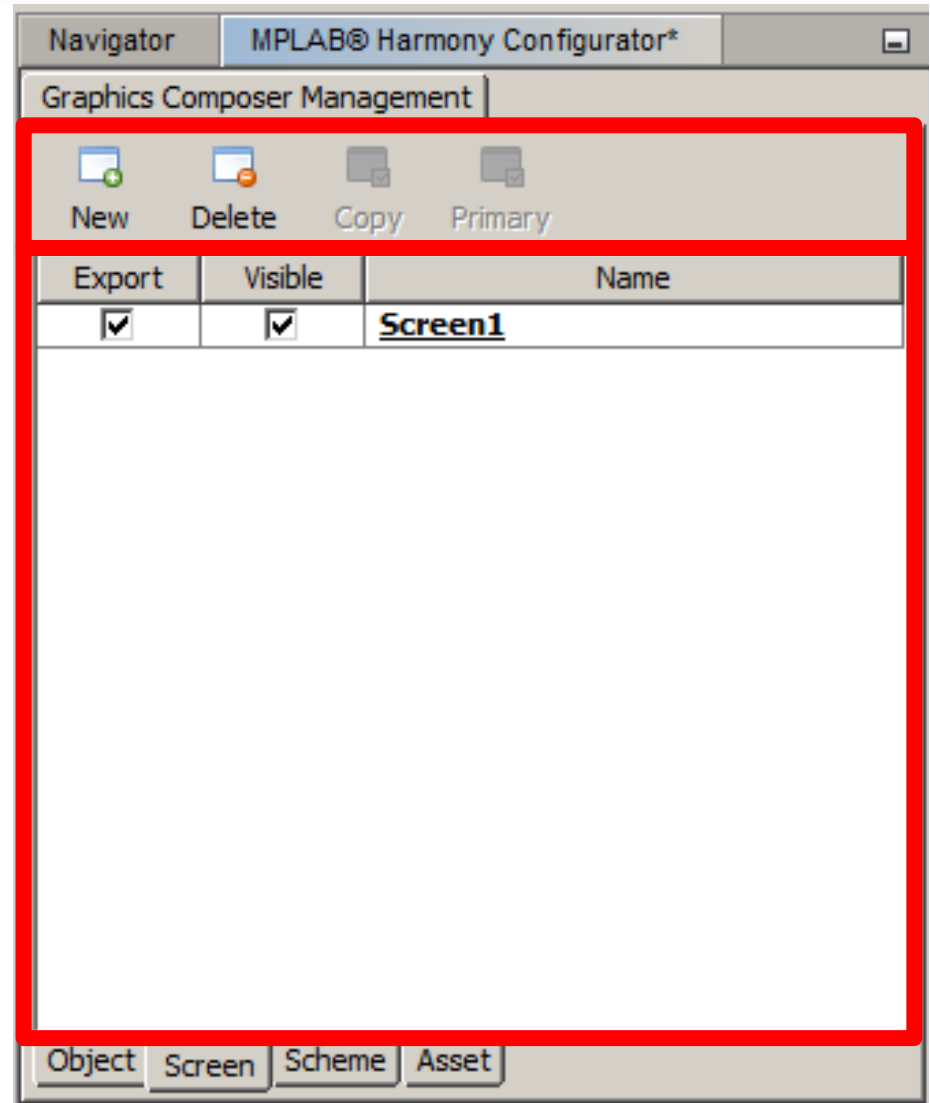 Navigator MPLAB® Harmony Configurator*
Graphics Composer Management
New Delete Copy Primary
Export Visible Name
Screen1
Object Screen Scheme Asset